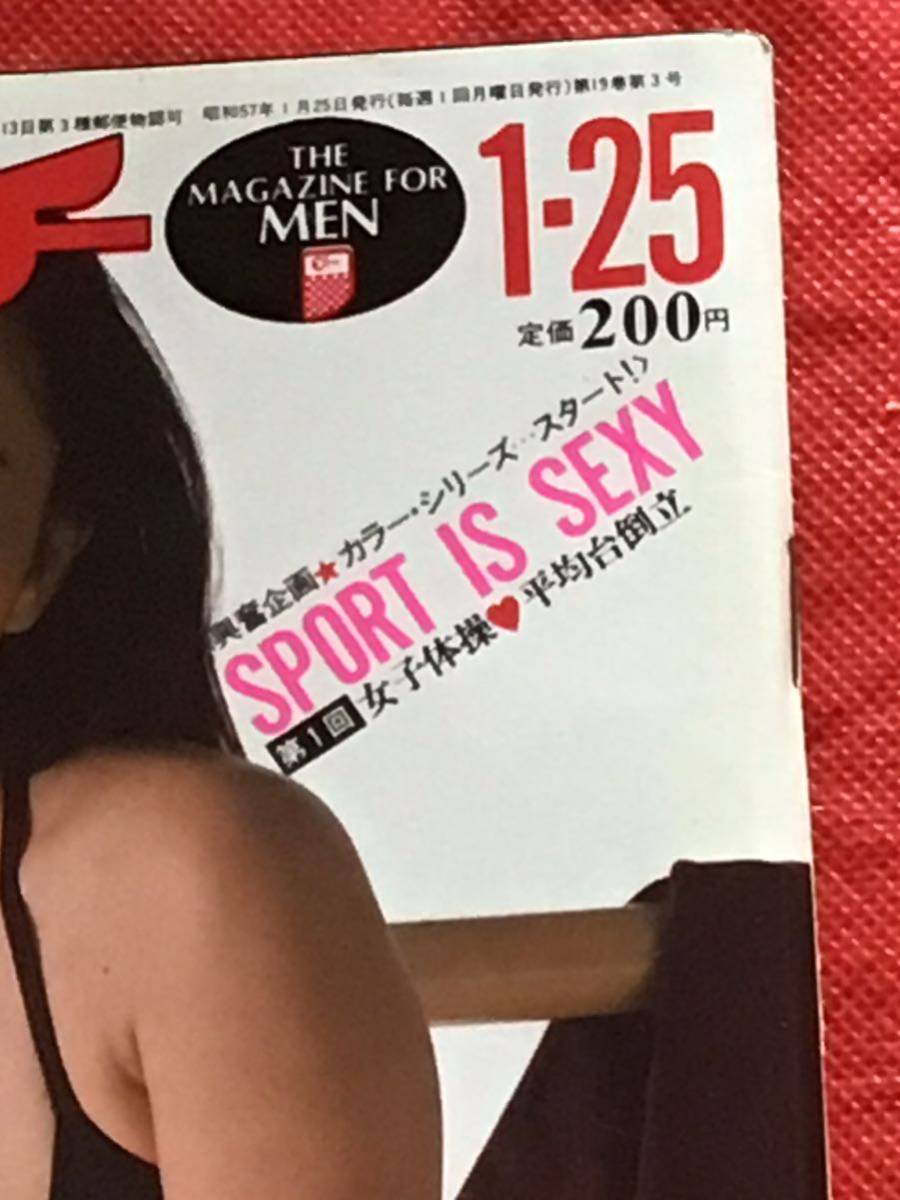 13日第3種郵便物認可 昭和57年1月25日発行(毎週1回月曜日発行)第19巻第3号
THE
MAGAZINE FOR
MEN
1-25
定価200円
興奮企画★カラー・シリーズ…スタート!〉
SPORT IS SEXY
第1回 女子体操♥平均台倒立